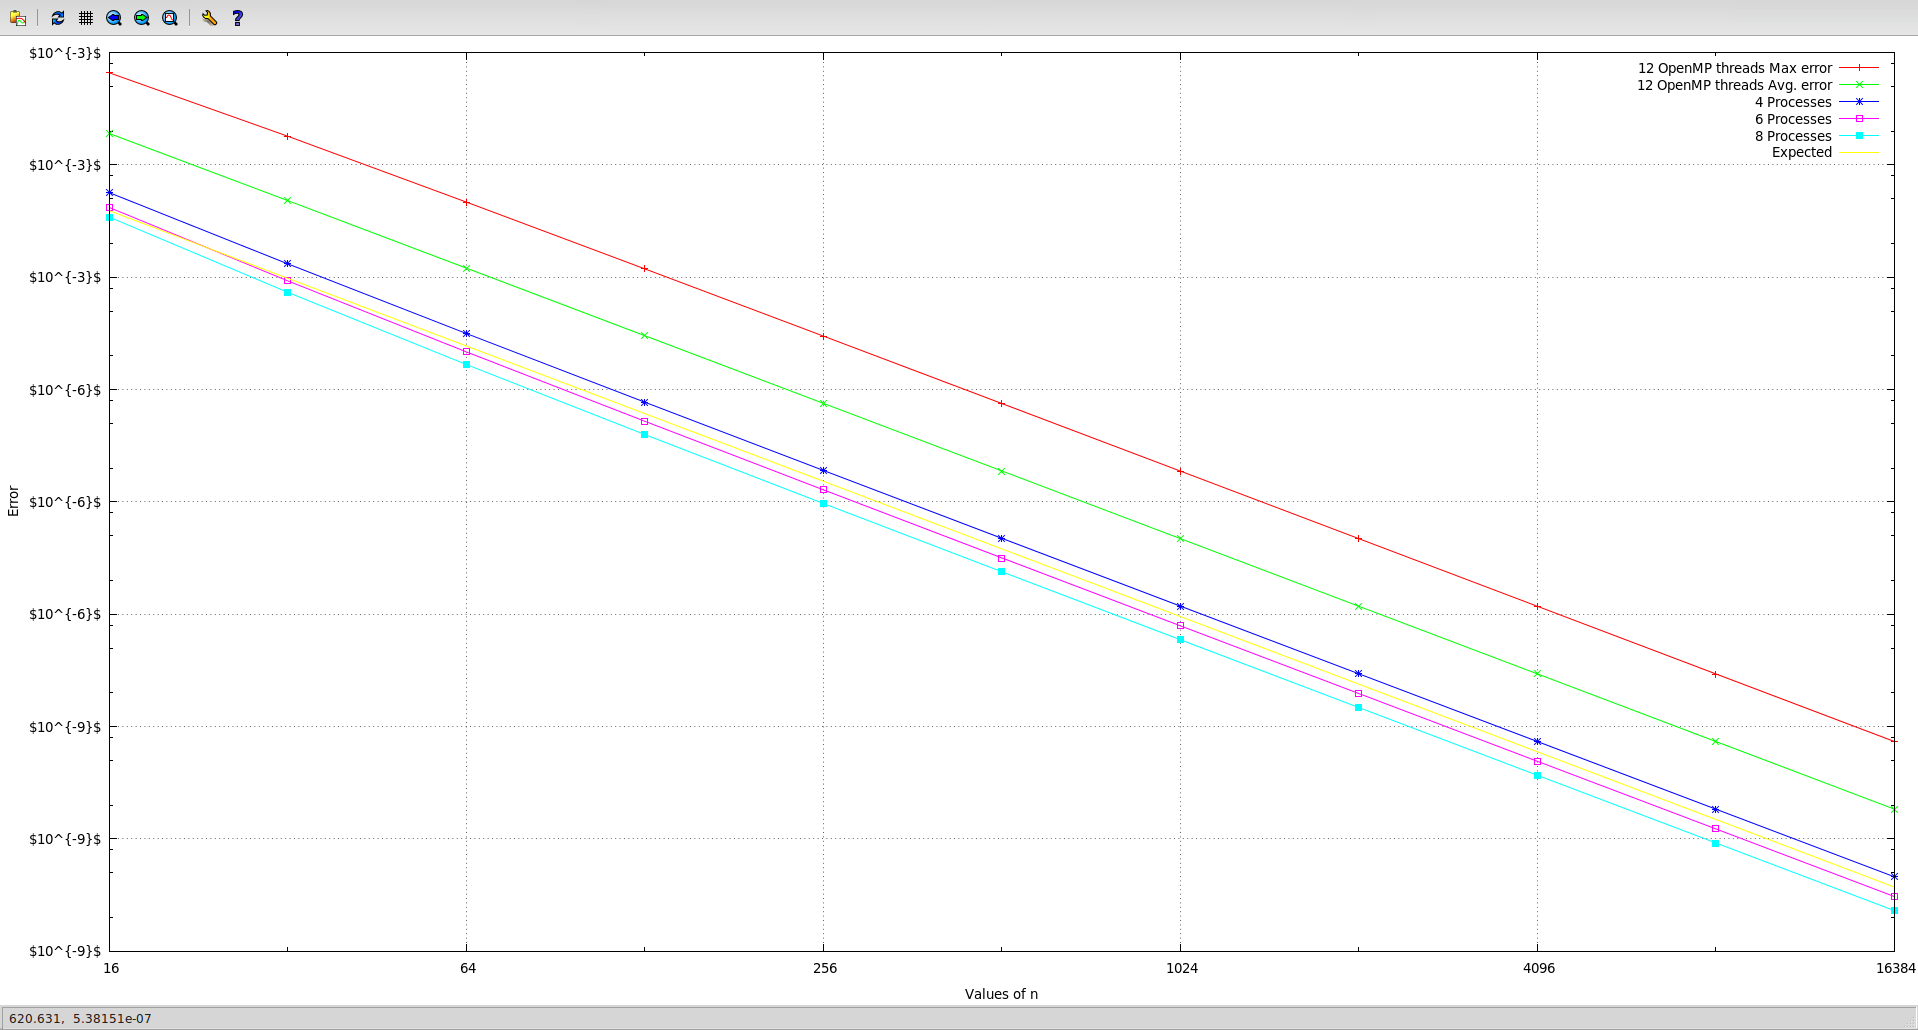 $10^{-3}$
$10^{-3}$
$10^{-3}$
$10^{-6}$
$10^{-6}$
$10^{-6}$
$10^{-9}$
$10^{-9}$
$10^{-9}$
Error
12 OpenMP threads Max error
12 OpenMP threads Avg. error
4 Processes
6 Processes
8 Processes
Expected
16 64 256 1024 4096 16384
Values of n
620.631, 5.38151e-07